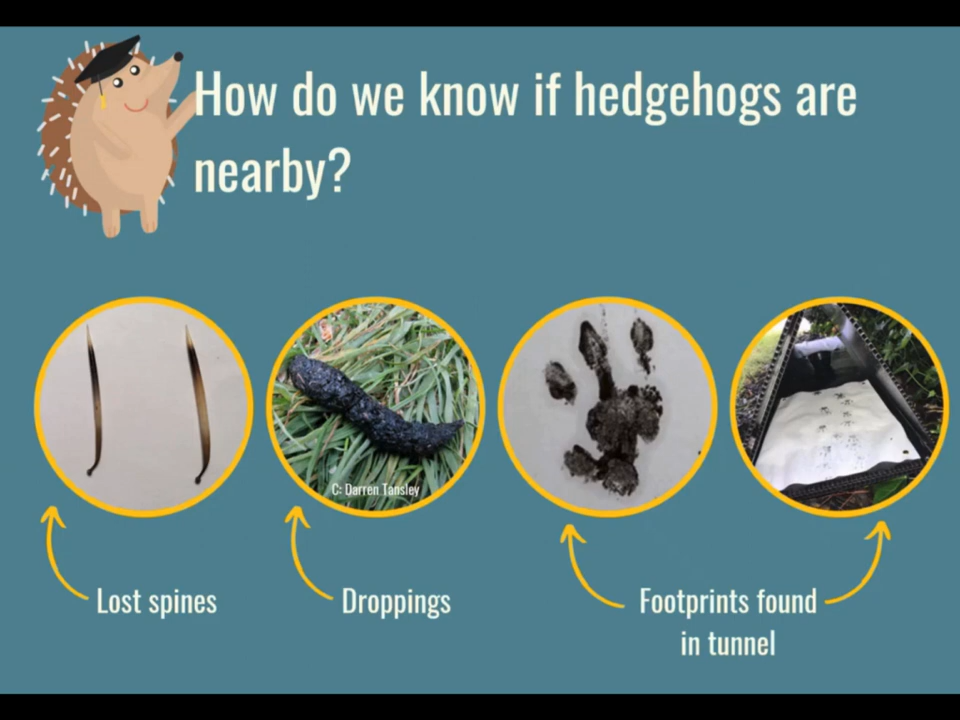 How do we know if hedgehogs are
nearby?
C: Darren Tansley
Lost spines
Droppings
Footprints found
in tunnel